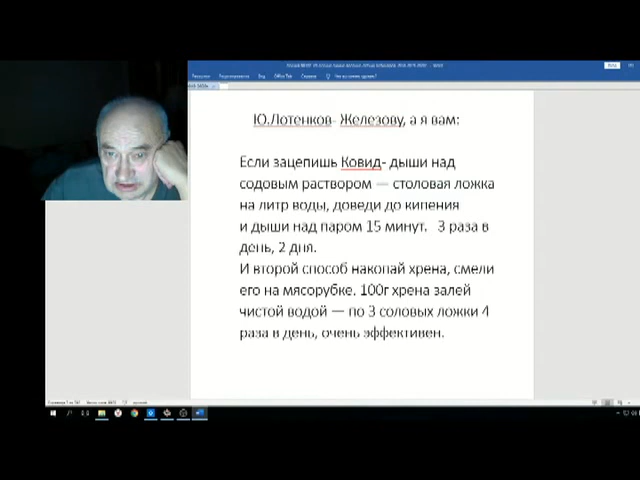 Ю.Лотенков- Железову, а я вам:
Если зацепишь Ковид- дыши над
содовым раствором — столовая ложка
на литр воды, доведи до кипения
и дыши над паром 15 минут. 3 раза в
день, 2 дня.
И второй способ накопай хрена, смели
его на мясорубке. 100г хрена залей
чистой водой — по 3 соловых ложки 4
раза в день, очень эффективен.